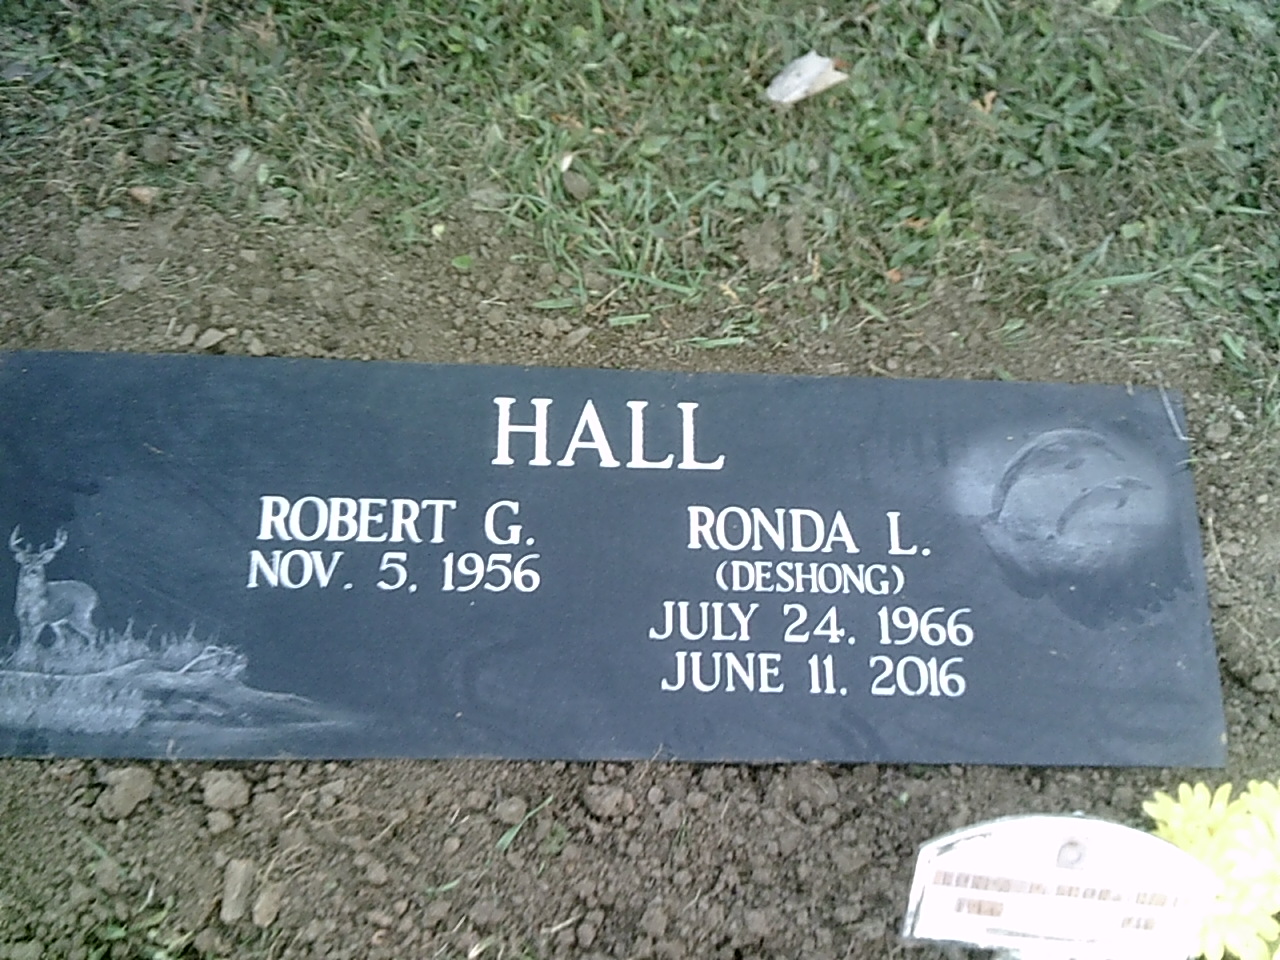 HALL
ROBERT G.
NOV. 5. 1956
RONDA L.
(DESHONG)
JULY 24. 1966
JUNE 11. 2016